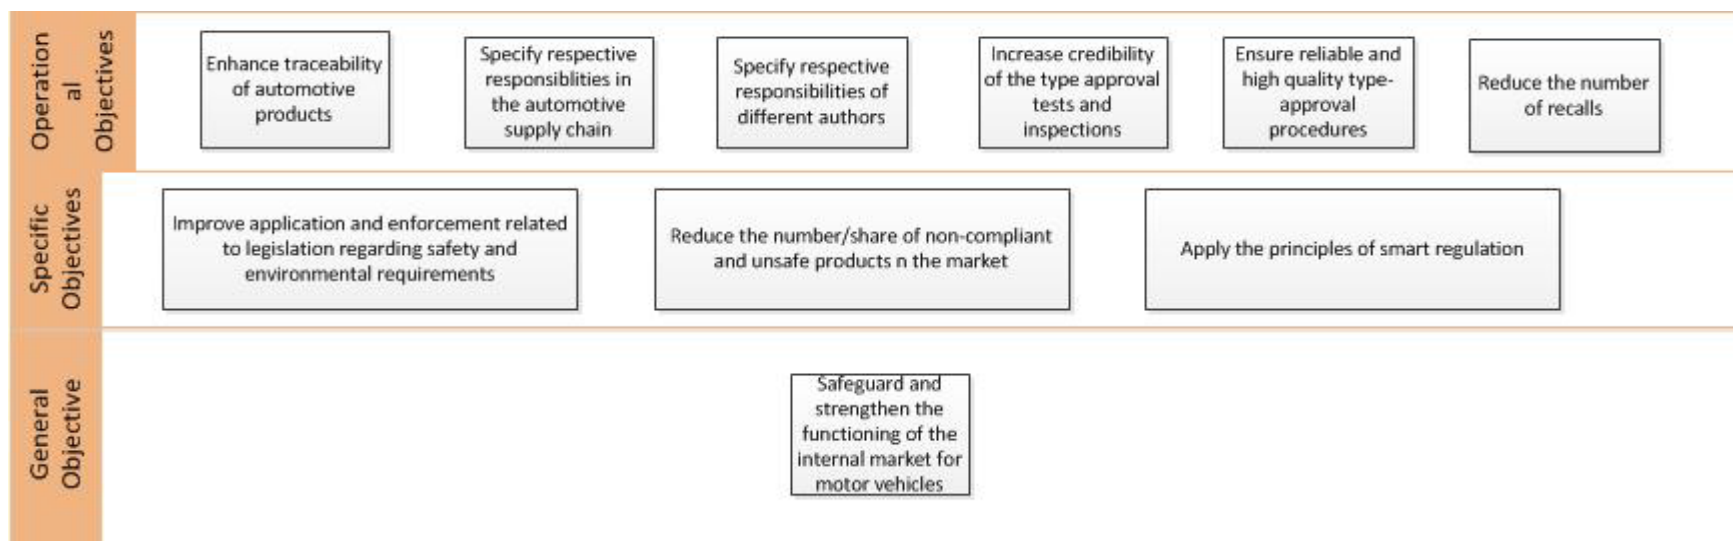 Operation
al
Objectives
Enhance traceability
of automotive
products
Specify respective
responsiblities in
the automotive
supply chain
Specify respective
responsibilities of
different authors
Increase credibility
of the type approval
tests and
inspections
Ensure reliable and
high quality type-
approval
procedures
Reduce the number
of recalls
Specific
Objectives
Improve application and enforcement related
to legislation regarding safety and
environmental requirements
Reduce the number/share of non-compliant
and unsafe products n the market
Apply the principles of smart regulation
General
Objective
Safeguard and
strengthen the
functioning of the
internal market for
motor vehicles